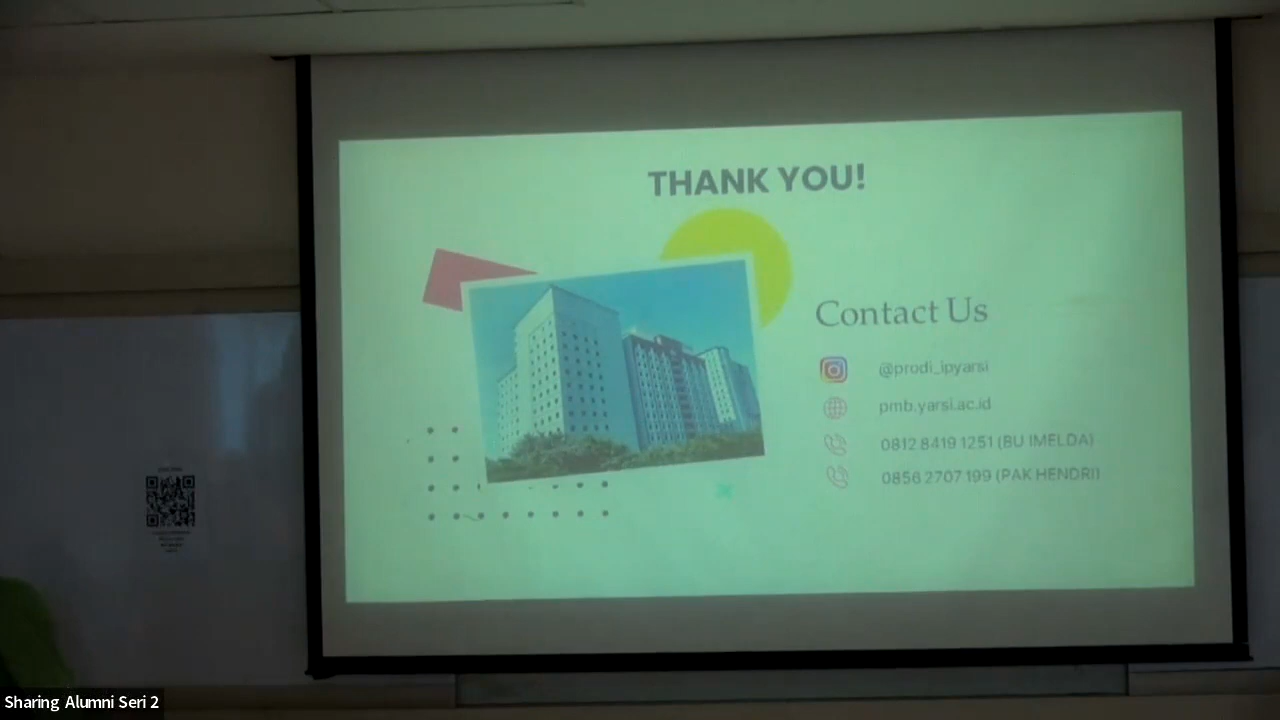 THANK YOU!
Contact Us
@prodi_ipyarsi
pmb.yarsi.ac.id
0812 8419 1251 (BU IMELDA)
0856 2707 199 (PAK HENDRI)
Sharing Alumni Seri 2